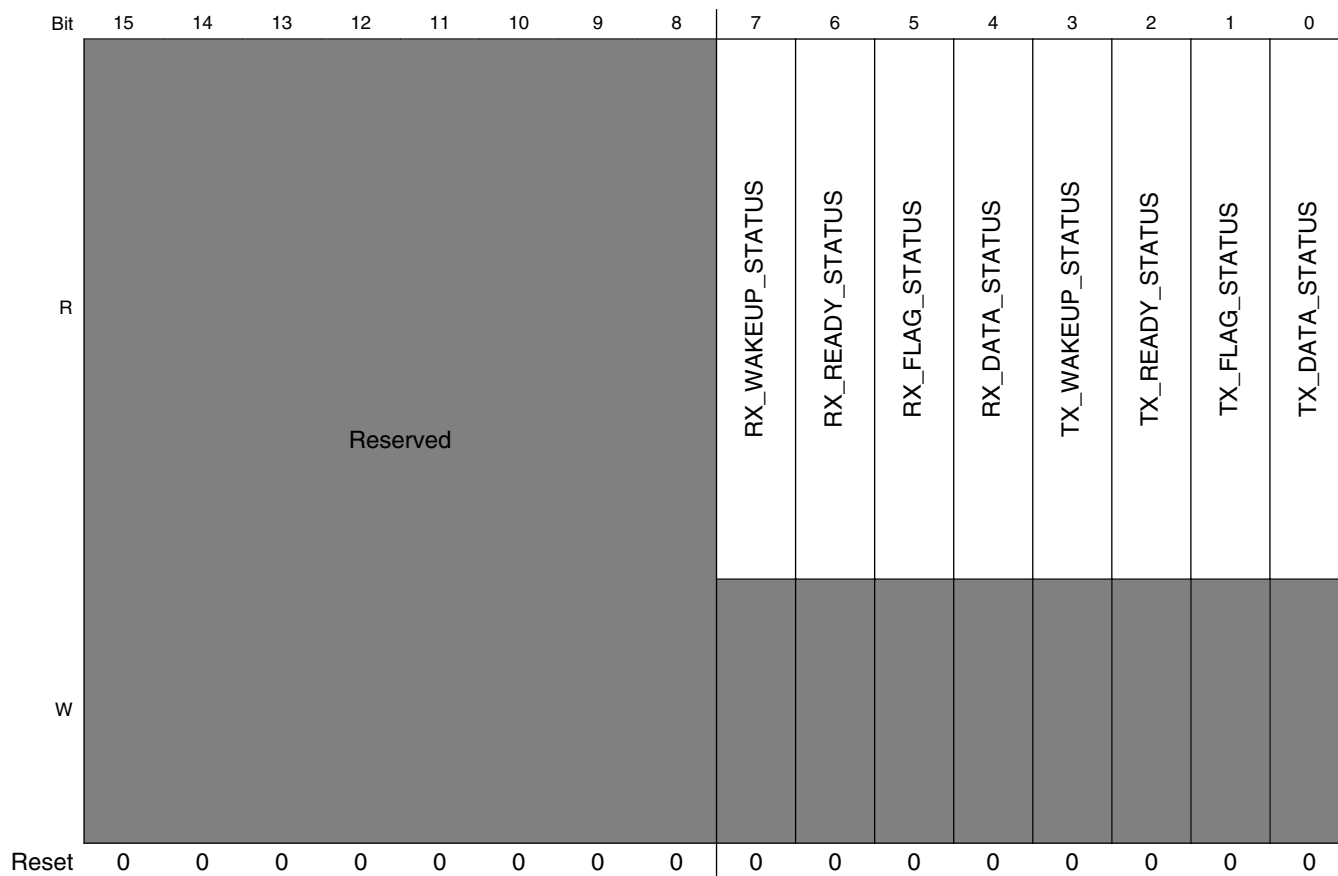 Bit 15 14 13 12 11 10 9 8 7 6 5 4 3 2 1 0
R
RX_WAKEUP_STATUS
RX_READY_STATUS
RX_FLAG_STATUS
RX_DATA_STATUS
TX_WAKEUP_STATUS
TX_READY_STATUS
TX_FLAG_STATUS
TX_DATA_STATUS
Reserved
W
Reset 0 0 0 0 0 0 0 0 0 0 0 0 0 0 0 0